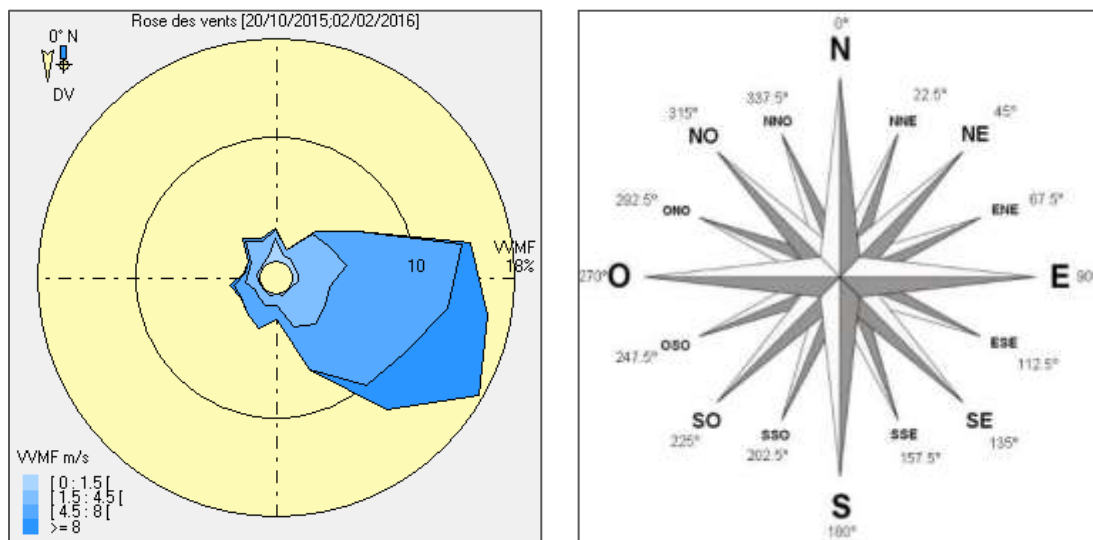 Rose des vents [20/10/2015;02/02/2016]
0° N
DV
VVMF
10
18%
VVMF m/s
[ 0 : 1.5 [
[ 1.5 : 4.5 [
[ 4.5 : 8 [
>= 8
0°
N
337.5°
22.5°
315°
NNO
NNE
45°
NO
NE
292.5°
67.5°
ONO
ENE
270°
O
E
90°
OSO
ESE
247.5°
112.5°
SO
SE
225°
SSO
SSE
135°
202.5°
157.5°
S
180°